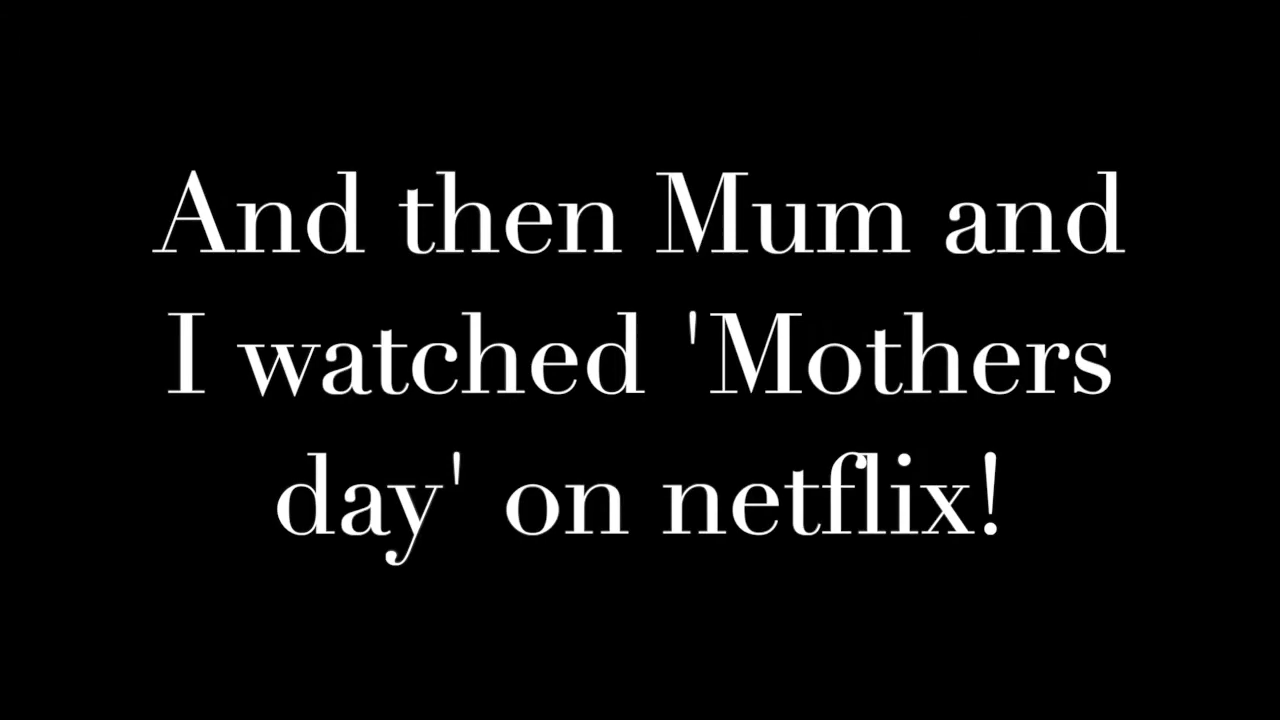 And then Mum and
I watched 'Mothers
day' on netflix!